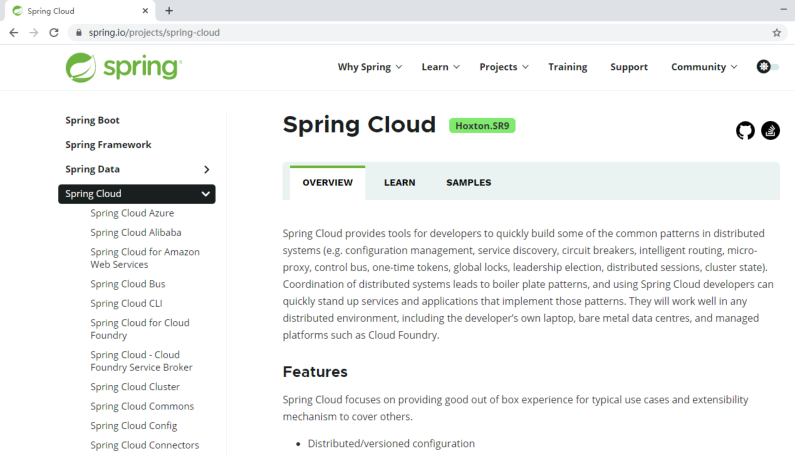 Spring Cloud
spring.io/projects/spring-cloud
spring
Why Spring Learn Projects Training Support Community
Spring Boot
Spring Framework
Spring Data
Spring Cloud
Spring Cloud Azure
Spring Cloud Alibaba
Spring Cloud for Amazon
Web Services
Spring Cloud Bus
Spring Cloud CLI
Spring Cloud for Cloud
Foundry
Spring Cloud - Cloud
Foundry Service Broker
Spring Cloud Cluster
Spring Cloud Commons
Spring Cloud Config
Spring Cloud Connectors
Spring Cloud Hoxton.SR9
OVERVIEW LEARN SAMPLES
Spring Cloud provides tools for developers to quickly build some of the common patterns in distributed
systems (e.g. configuration management, service discovery, circuit breakers, intelligent routing, micro-
proxy, control bus, one-time tokens, global locks, leadership election, distributed sessions, cluster state).
Coordination of distributed systems leads to boiler plate patterns, and using Spring Cloud developers can
quickly stand up services and applications that implement those patterns. They will work well in any
distributed environment, including the developer's own laptop, bare metal data centres, and managed
platforms such as Cloud Foundry.
Features
Spring Cloud focuses on providing good out of box experience for typical use cases and extensibility
mechanism to cover others.
• Distributed/versioned configuration